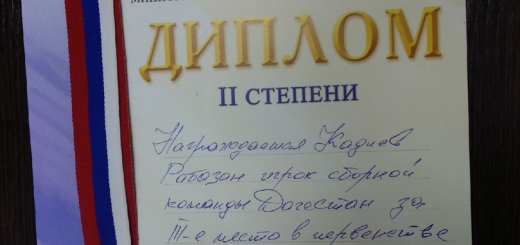 ДИПЛОМ
II СТЕПЕНИ
Награждается Кадиев
Рабазан игрок сборной
команды Дагестан за
III-е место в первенстве